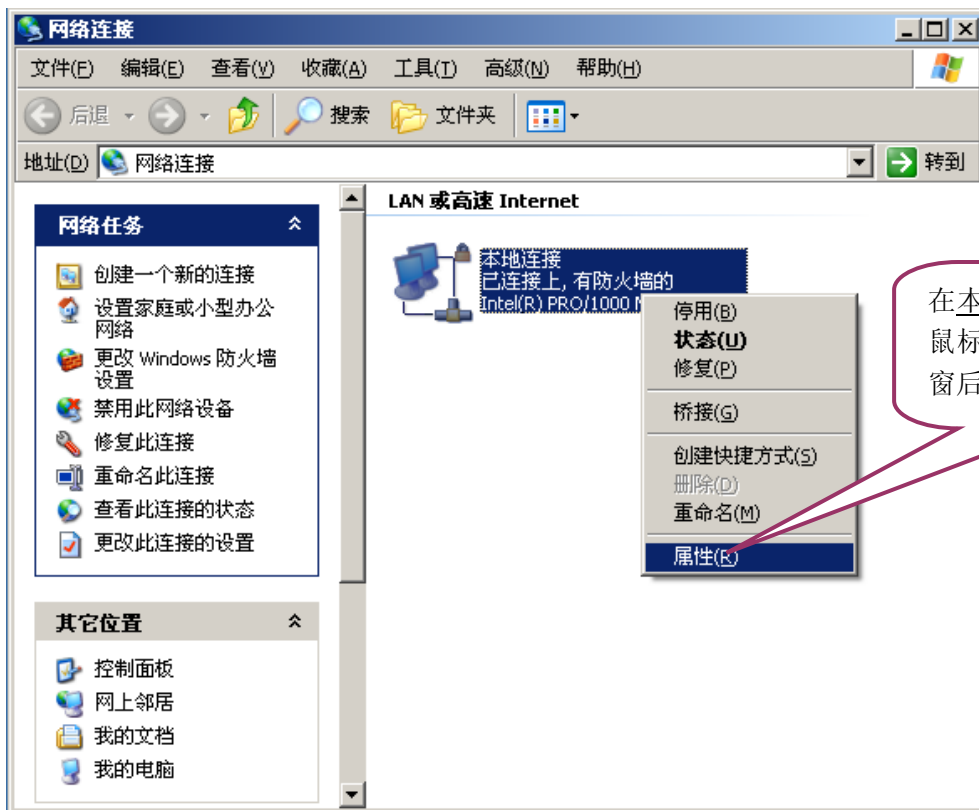 网络连接
文件(F) 编辑(E) 查看(V) 收藏(A) 工具(T) 高级(N) 帮助(H)
后退 搜索 文件夹
地址(D) 网络连接 转到
网络任务
创建一个新的连接
设置家庭或小型办公
网络
更改 Windows 防火墙
设置
禁用此网络设备
修复此连接
重命名此连接
查看此连接的状态
更改此连接的设置
其它位置
控制面板
网上邻居
我的文档
我的电脑
LAN 或高速 Internet
本地连接
已连接上, 有防火墙的
Intel(R) PRO/1000
停用(B)
状态(U)
修复(P)
桥接(G)
创建快捷方式(S)
删除(D)
重命名(M)
属性(R)
在本
鼠标
窗后